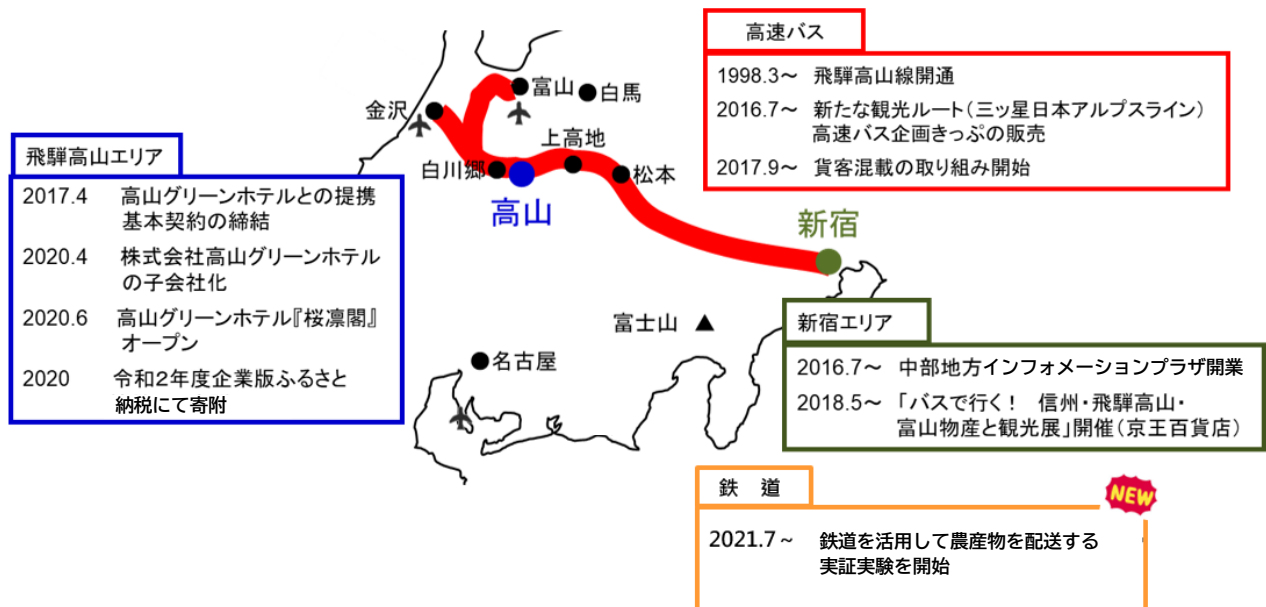 高速バス
1998.3～ 飛騨高山線開通
2016.7～ 新たな観光ルート（三ッ星日本アルプスライン）
高速バス企画きっぷの販売
2017.9～ 貨客混載の取り組み開始
富山
白馬
金沢
上高地
白川郷
松本
高山
新宿
富士山
名古屋
飛騨高山エリア
2017.4 高山グリーンホテルとの提携
基本契約の締結
2020.4 株式会社高山グリーンホテル
の子会社化
2020.6 高山グリーンホテル『桜凛閣』
オープン
2020 令和2年度企業版ふるさと
納税にて寄附
新宿エリア
2016.7～ 中部地方インフォメーションプラザ開業
2018.5～ 「バスで行く！ 信州・飛騨高山・
富山物産と観光展」開催（京王百貨店）
鉄 道
NEW
2021.7～ 鉄道を活用して農産物を配送する
実証実験を開始